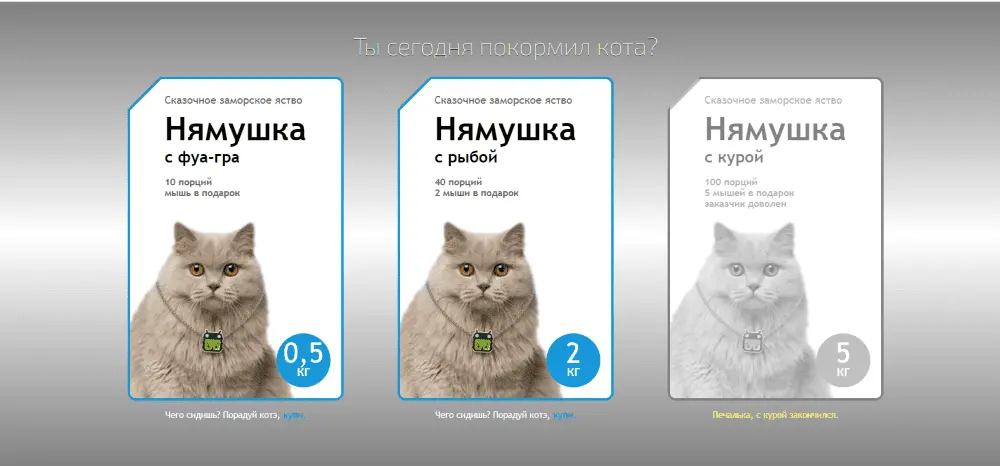 Ты сегодня покормил кота?
Сказочное заморское яство
Нямушка
с фуа-гра
10 порций
мышь в подарок
0,5
кг
Чего сидишь? Порадуй котэ, купи.
Сказочное заморское яство
Нямушка
с рыбой
40 порций
2 мыши в подарок
2
кг
Чего сидишь? Порадуй котэ, купи.
Сказочное заморское яство
Нямушка
с курой
100 порций
5 мышей в подарок
заказчик доволен
5
кг
Печалька, с курой закончился.